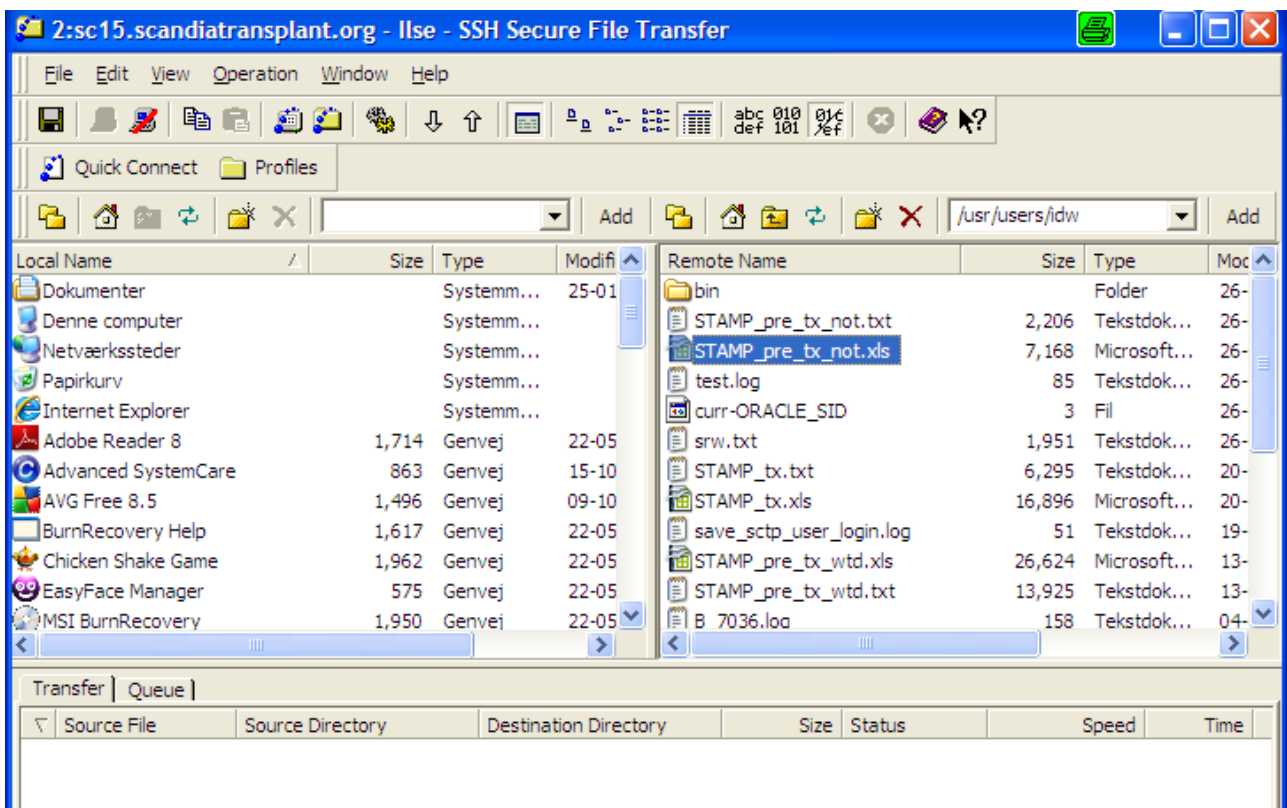 2:sc15.scandiatransplant.org - Ilse - SSH Secure File Transfer
File Edit View Operation Window Help
abc def 010 101
Quick Connect Profiles
Add /usr/users/idw Add
Local Name Size Type Modifi Remote Name Size Type Moc
Dokumenter Systemm... 25-01 bin Folder 26-
Denne computer Systemm... STAMP_pre_tx_not.txt 2,206 Tekstdok... 26-
Netværkssteder Systemm... STAMP_pre_tx_not.xls 7,168 Microsoft... 26-
Papirkurv Systemm... test.log 85 Tekstdok... 26-
Internet Explorer Systemm... curr-ORACLE_SID 3 Fil 26-
Adobe Reader 8 1,714 Genvej 22-05 srw.txt 1,951 Tekstdok... 26-
Advanced SystemCare 863 Genvej 15-10 STAMP_tx.txt 6,295 Tekstdok... 20-
AVG Free 8.5 1,496 Genvej 09-10 STAMP_tx.xls 16,896 Microsoft... 20-
BurnRecovery Help 1,617 Genvej 22-05 save_sctp_user_login.log 51 Tekstdok... 19-
Chicken Shake Game 1,962 Genvej 22-05 STAMP_pre_tx_wtd.xls 26,624 Microsoft... 13-
EasyFace Manager 575 Genvej 22-05 STAMP_pre_tx_wtd.txt 13,925 Tekstdok... 13-
MSI BurnRecovery 1,950 Genvej 22-05 B_7036.log 158 Tekstdok... 04-
Transfer Queue
Source File Source Directory Destination Directory Size Status Speed Time